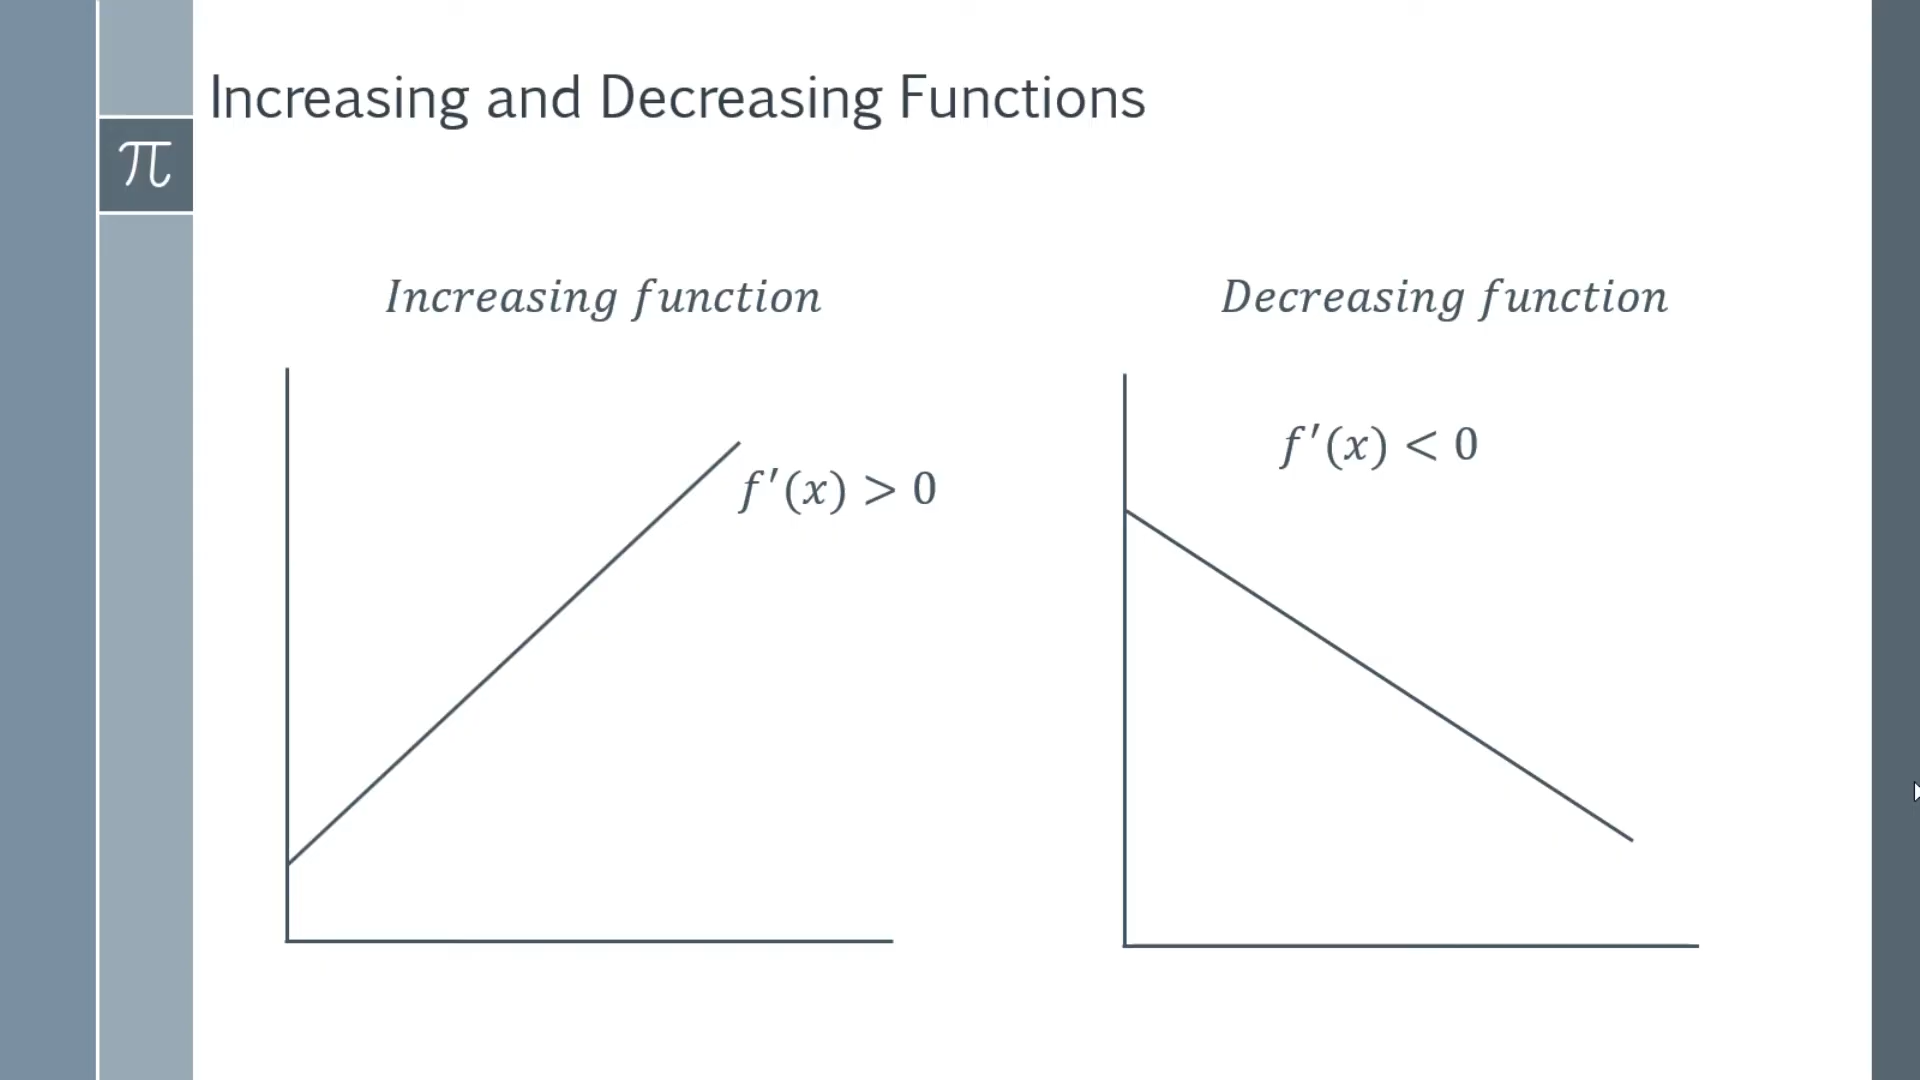 Increasing and Decreasing Functions
π
Increasing function
Decreasing function
f′(x) > 0
f′(x) < 0